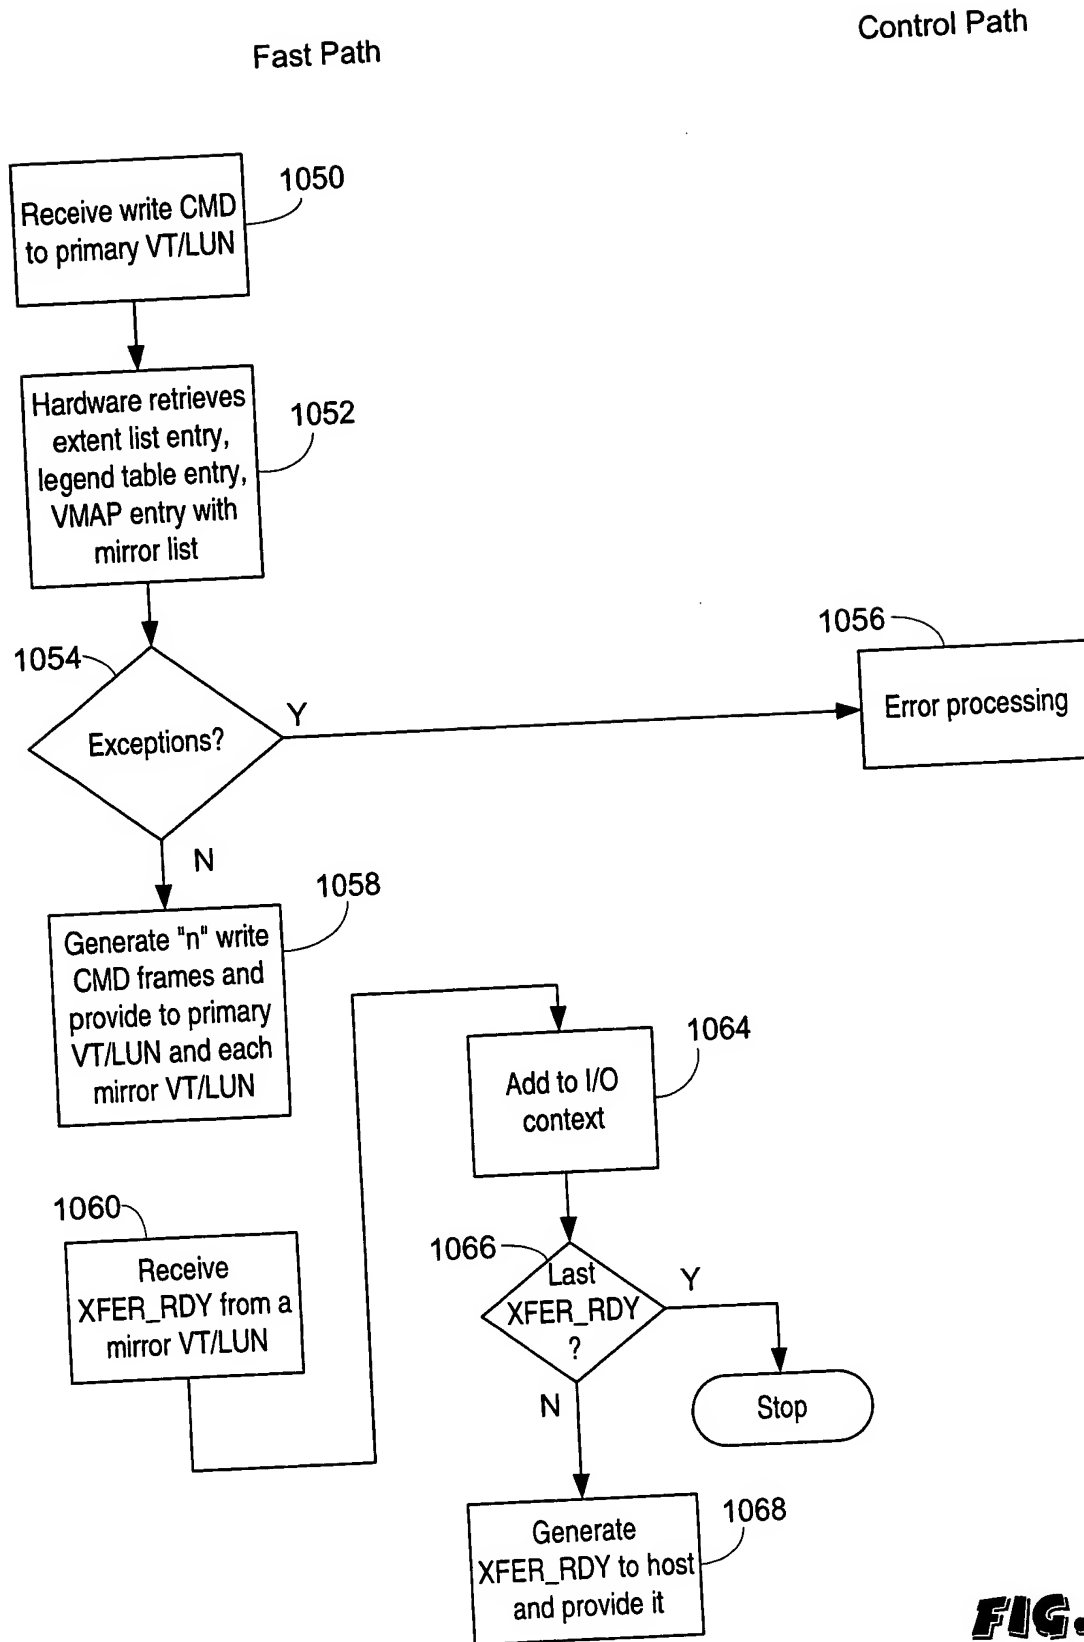 Fast Path
Control Path
1050
Receive write CMD
to primary VT/LUN
1052
Hardware retrieves
extent list entry,
legend table entry,
VMAP entry with
mirror list
1054
Exceptions?
Y
1056
Error processing
N
1058
Generate "n" write
CMD frames and
provide to primary
VT/LUN and each
mirror VT/LUN
1060
Receive
XFER_RDY from a
mirror VT/LUN
1064
Add to I/O
context
1066
Last
XFER_RDY
?
Y
Stop
N
1068
Generate
XFER_RDY to host
and provide it
FIG.